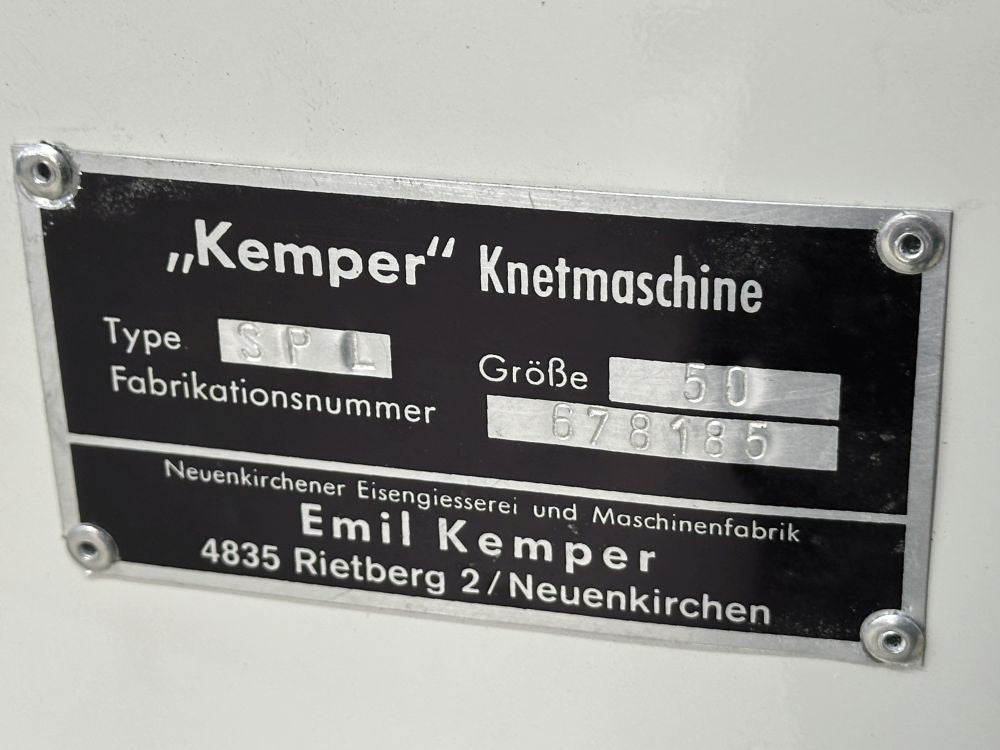 „Kemper“ Knetmaschine
Type SPL Größe 50
Fabrikationsnummer 678185
Neuenkirchener Eisengiesserei und Maschinenfabrik
Emil Kemper
4835 Rietberg 2/Neuenkirchen